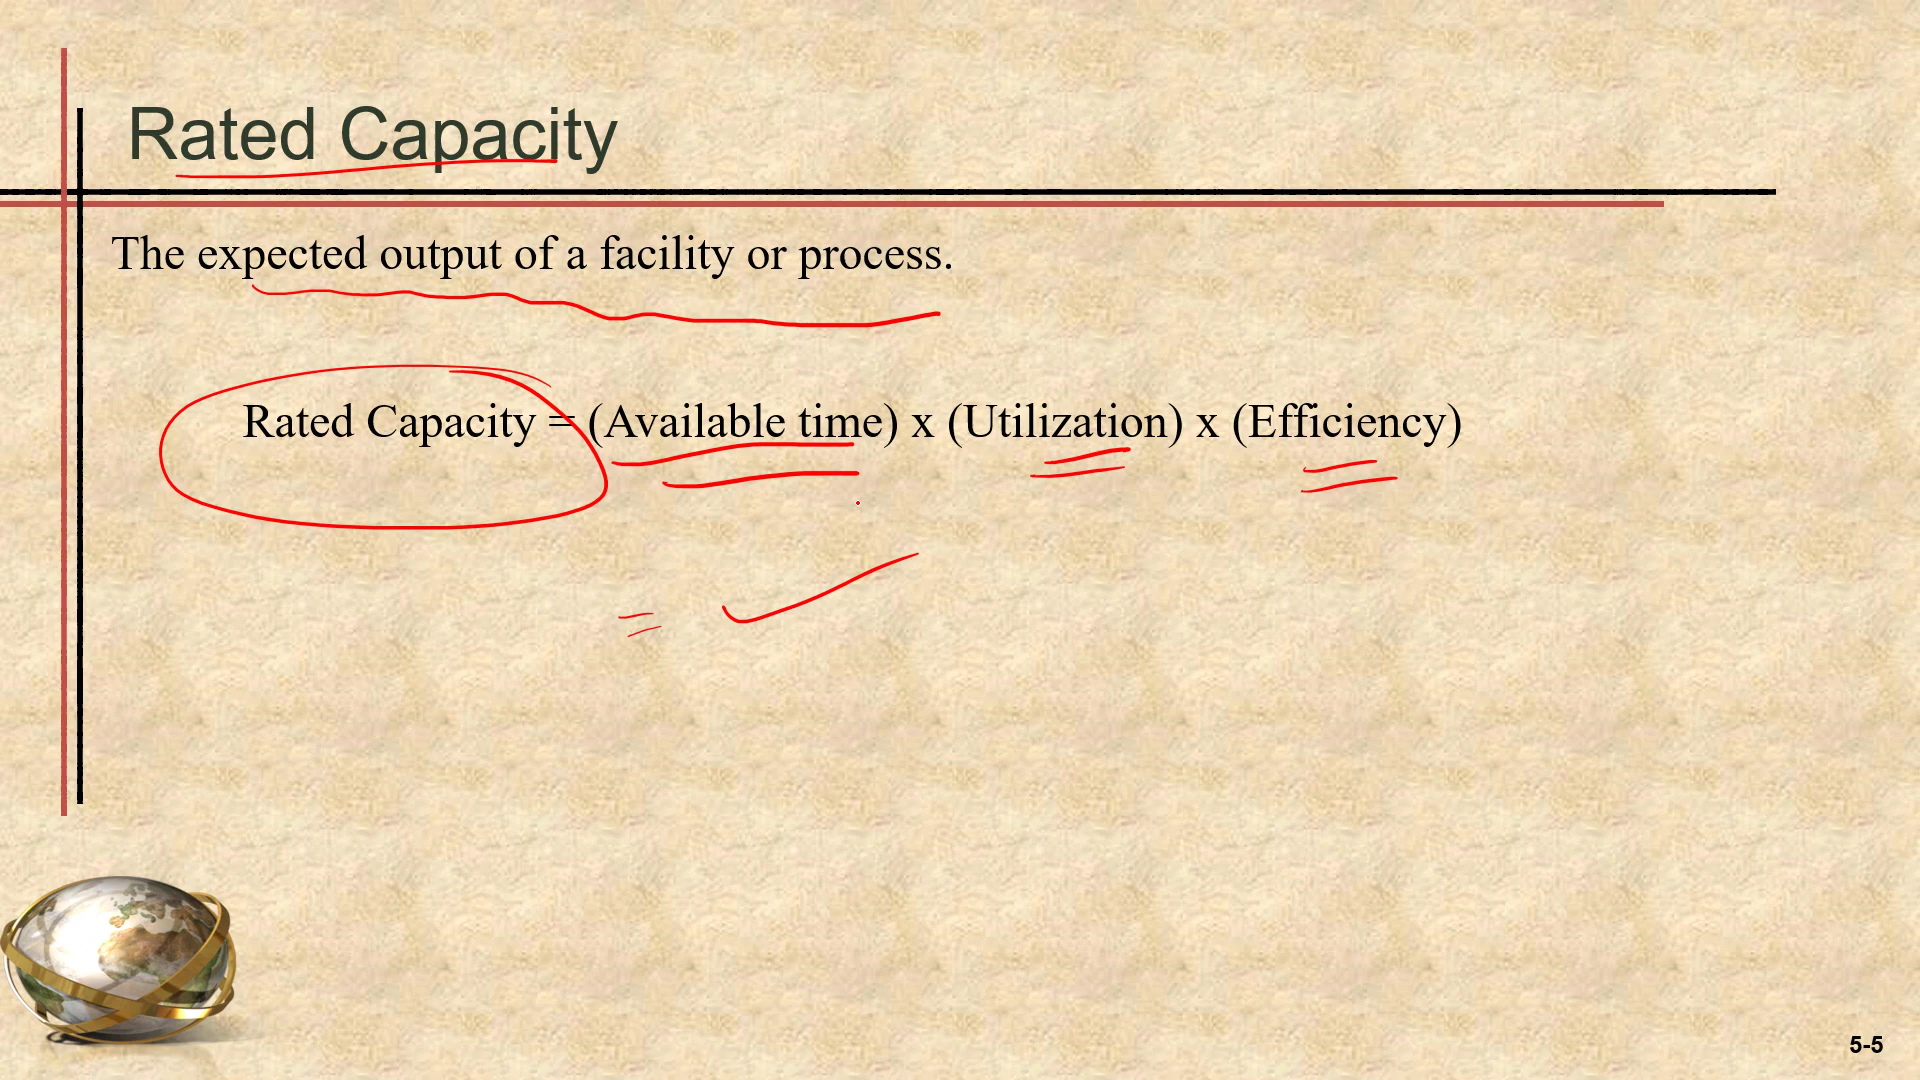 Rated Capacity
The expected output of a facility or process.
Rated Capacity = (Available time) x (Utilization) x (Efficiency)
=
5-5